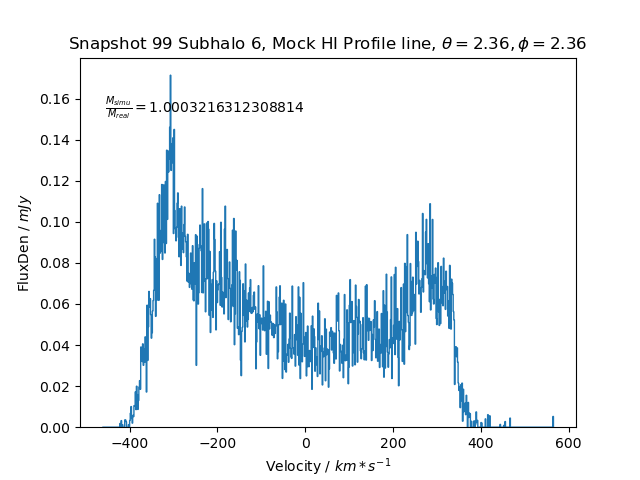 Snapshot 99 Subhalo 6, Mock HI Profile line, θ = 2.36, ϕ = 2.36
M_simu/M_real = 1.0003216312308814
FluxDen / mJy
0.16
0.14
0.12
0.10
0.08
0.06
0.04
0.02
0.00
−400 −200 0 200 400 600
Velocity / km * s⁻¹